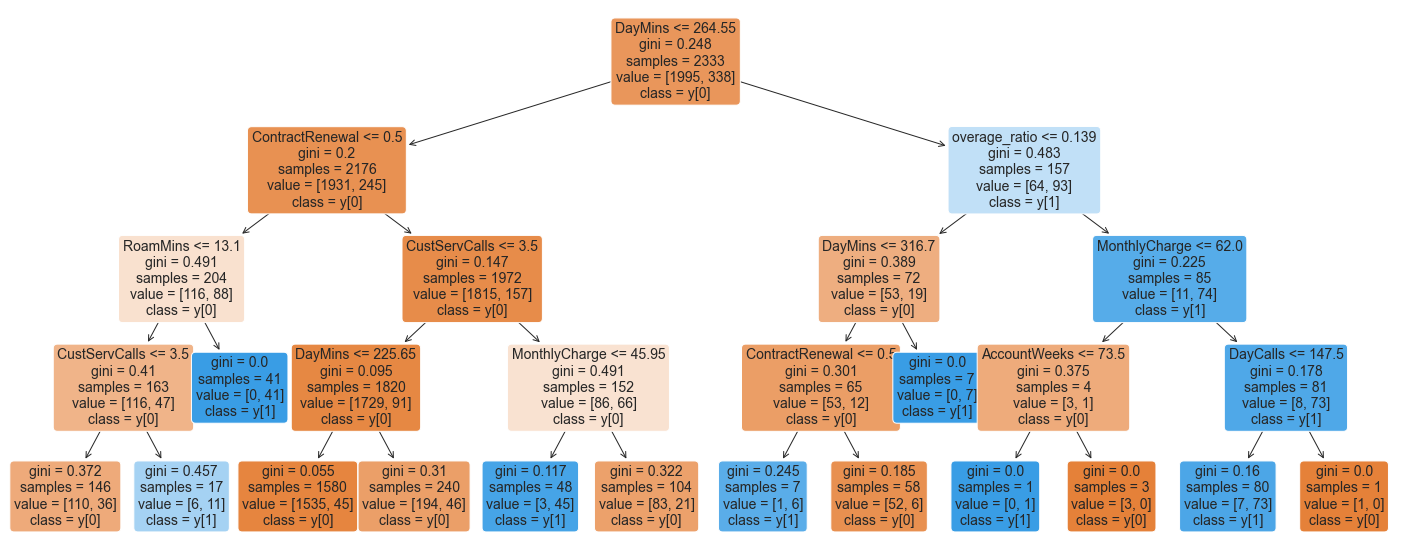 DayMins <= 264.55
gini = 0.248
samples = 2333
value = [1995, 338]
class = y[0]
ContractRenewal <= 0.5
gini = 0.2
samples = 2176
value = [1931, 245]
class = y[0]
overage_ratio <= 0.139
gini = 0.483
samples = 157
value = [64, 93]
class = y[1]
RoamMins <= 13.1
gini = 0.491
samples = 204
value = [116, 88]
class = y[0]
CustServCalls <= 3.5
gini = 0.147
samples = 1972
value = [1815, 157]
class = y[0]
DayMins <= 316.7
gini = 0.389
samples = 72
value = [53, 19]
class = y[0]
MonthlyCharge <= 62.0
gini = 0.225
samples = 85
value = [11, 74]
class = y[1]
CustServCalls <= 3.5
gini = 0.41
samples = 163
value = [116, 47]
class = y[0]
gini = 0.0
samples = 41
value = [0, 41]
class = y[1]
DayMins <= 225.65
gini = 0.095
samples = 1820
value = [1729, 91]
class = y[0]
MonthlyCharge <= 45.95
gini = 0.491
samples = 152
value = [86, 66]
class = y[0]
ContractRenewal <= 0.5
gini = 0.301
samples = 65
value = [53, 12]
class = y[0]
gini = 0.0
samples = 7
value = [0, 7]
class = y[1]
AccountWeeks <= 73.5
gini = 0.375
samples = 4
value = [3, 1]
class = y[0]
DayCalls <= 147.5
gini = 0.178
samples = 81
value = [8, 73]
class = y[1]
gini = 0.372
samples = 146
value = [110, 36]
class = y[0]
gini = 0.457
samples = 17
value = [6, 11]
class = y[1]
gini = 0.055
samples = 1580
value = [1535, 45]
class = y[0]
gini = 0.31
samples = 240
value = [194, 46]
class = y[0]
gini = 0.117
samples = 48
value = [3, 45]
class = y[1]
gini = 0.322
samples = 104
value = [83, 21]
class = y[0]
gini = 0.245
samples = 7
value = [1, 6]
class = y[1]
gini = 0.185
samples = 58
value = [52, 6]
class = y[0]
gini = 0.0
samples = 1
value = [0, 1]
class = y[1]
gini = 0.0
samples = 3
value = [3, 0]
class = y[0]
gini = 0.16
samples = 80
value = [7, 73]
class = y[1]
gini = 0.0
samples = 1
value = [1, 0]
class = y[0]